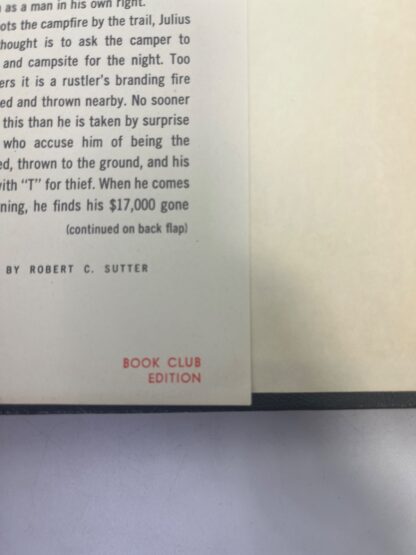 as a man in his own right.
ots the campfire by the trail, Julius
hought is to ask the camper to
and campsite for the night. Too
ers it is a rustler's branding fire
ed and thrown nearby. No sooner
this than he is taken by surprise
who accuse him of being the
ed, thrown to the ground, and his
with "T" for thief. When he comes
ning, he finds his $17,000 gone
(continued on back flap)
BY ROBERT C. SUTTER
BOOK CLUB
EDITION